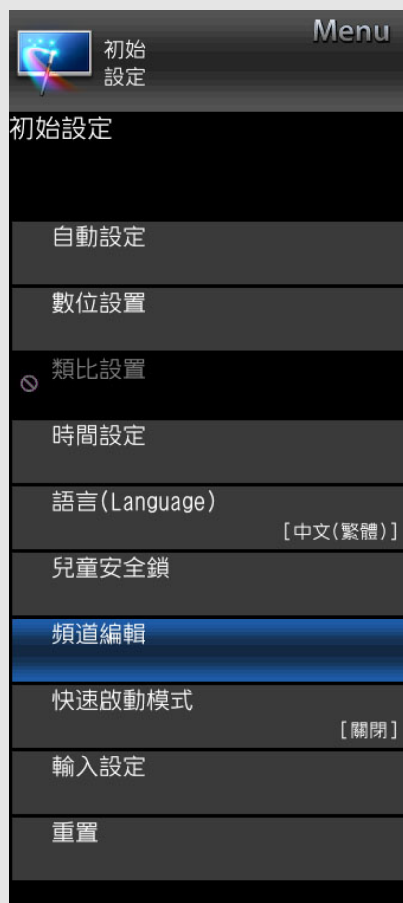 Menu
初始
設定
初始設定
自動設定
數位設置
類比設置
時間設定
語言(Language)
[中文(繁體)]
兒童安全鎖
頻道編輯
快速啟動模式
[關閉]
輸入設定
重置